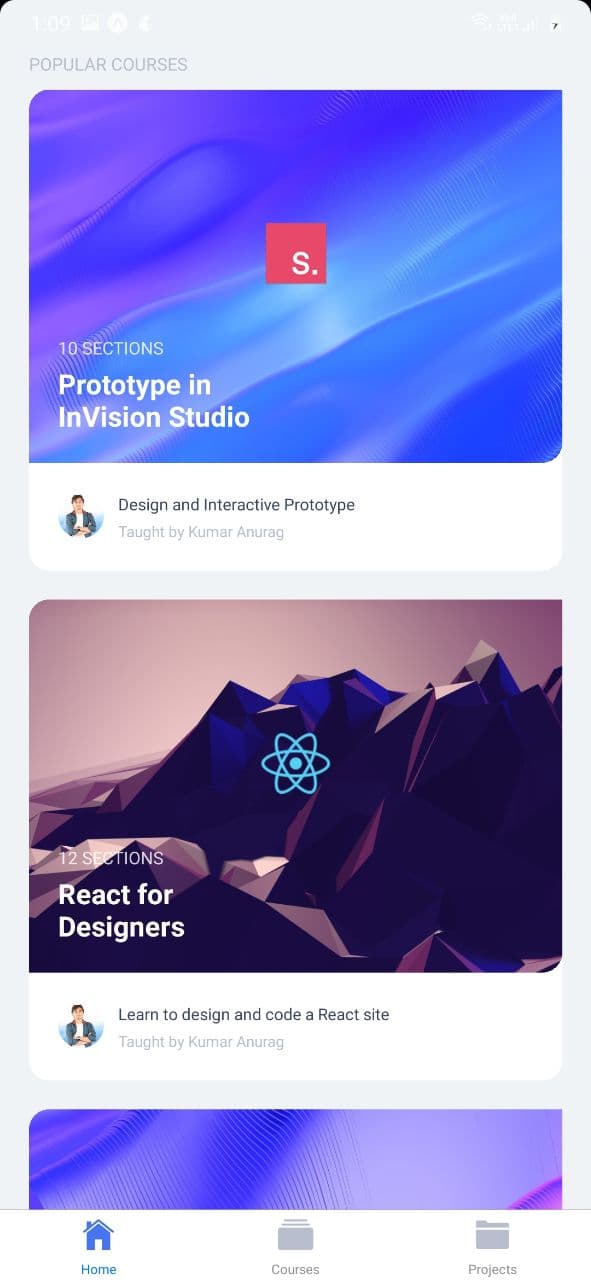 1:09
POPULAR COURSES
S.
10 SECTIONS
Prototype in
InVision Studio
Design and Interactive Prototype
Taught by Kumar Anurag
12 SECTIONS
React for
Designers
Learn to design and code a React site
Taught by Kumar Anurag
Home
Courses
Projects